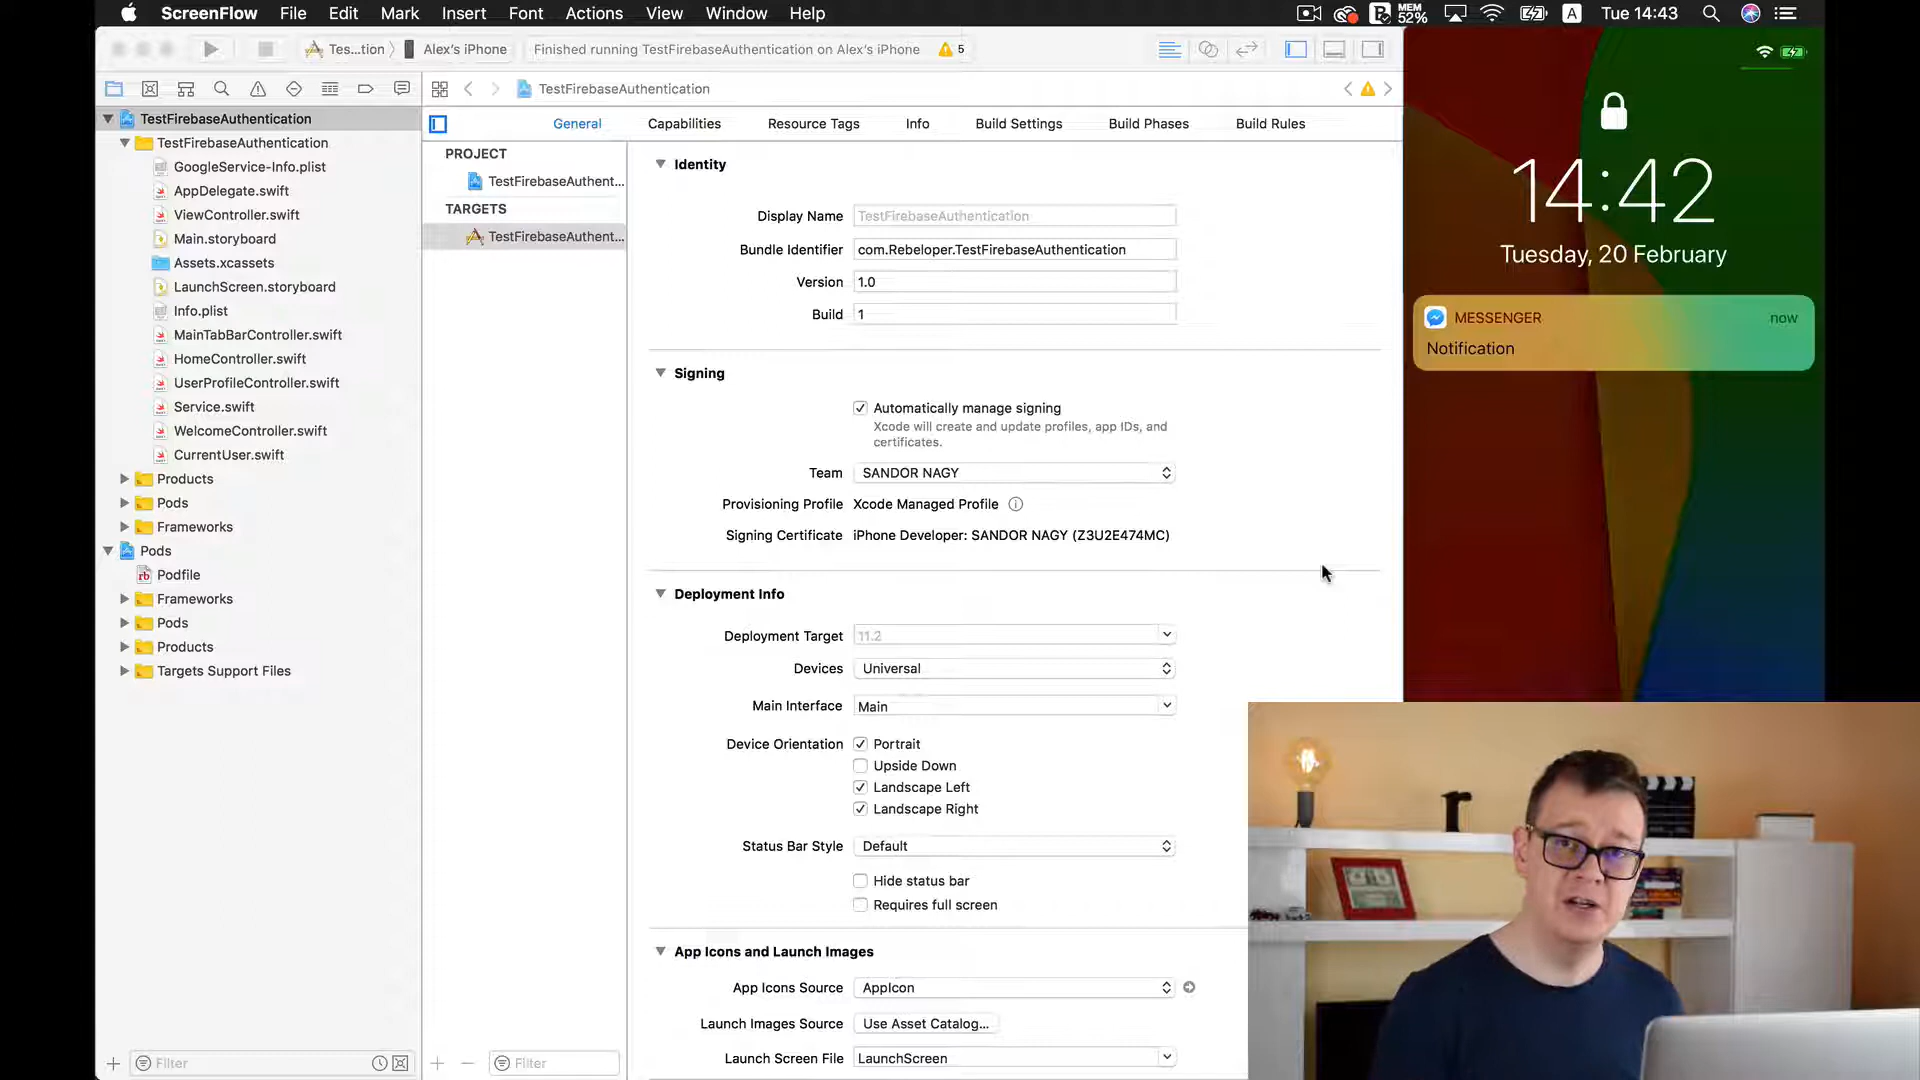 ScreenFlow File Edit Mark Insert Font Actions View Window Help MEM 52% A Tue 14:43
Tes...tion Alex's iPhone Finished running TestFirebaseAuthentication on Alex's iPhone 5
TestFirebaseAuthentication
TestFirebaseAuthentication
TestFirebaseAuthentication
GoogleService-Info.plist
AppDelegate.swift
ViewController.swift
Main.storyboard
Assets.xcassets
LaunchScreen.storyboard
Info.plist
MainTabBarController.swift
HomeController.swift
UserProfileController.swift
Service.swift
WelcomeController.swift
CurrentUser.swift
Products
Pods
Frameworks
Pods
Podfile
Frameworks
Pods
Products
Targets Support Files
Filter
General Capabilities Resource Tags Info Build Settings Build Phases Build Rules
PROJECT
TestFirebaseAuthent...
TARGETS
TestFirebaseAuthent...
Filter
Identity
Display Name TestFirebaseAuthentication
Bundle Identifier com.Rebeloper.TestFirebaseAuthentication
Version 1.0
Build 1
Signing
Automatically manage signing
Xcode will create and update profiles, app IDs, and
certificates.
Team SANDOR NAGY
Provisioning Profile Xcode Managed Profile
Signing Certificate iPhone Developer: SANDOR NAGY (Z3U2E474MC)
Deployment Info
Deployment Target 11.2
Devices Universal
Main Interface Main
Device Orientation Portrait
Upside Down
Landscape Left
Landscape Right
Status Bar Style Default
Hide status bar
Requires full screen
App Icons and Launch Images
App Icons Source AppIcon
Launch Images Source Use Asset Catalog...
Launch Screen File LaunchScreen
14:42
Tuesday, 20 February
MESSENGER now
Notification